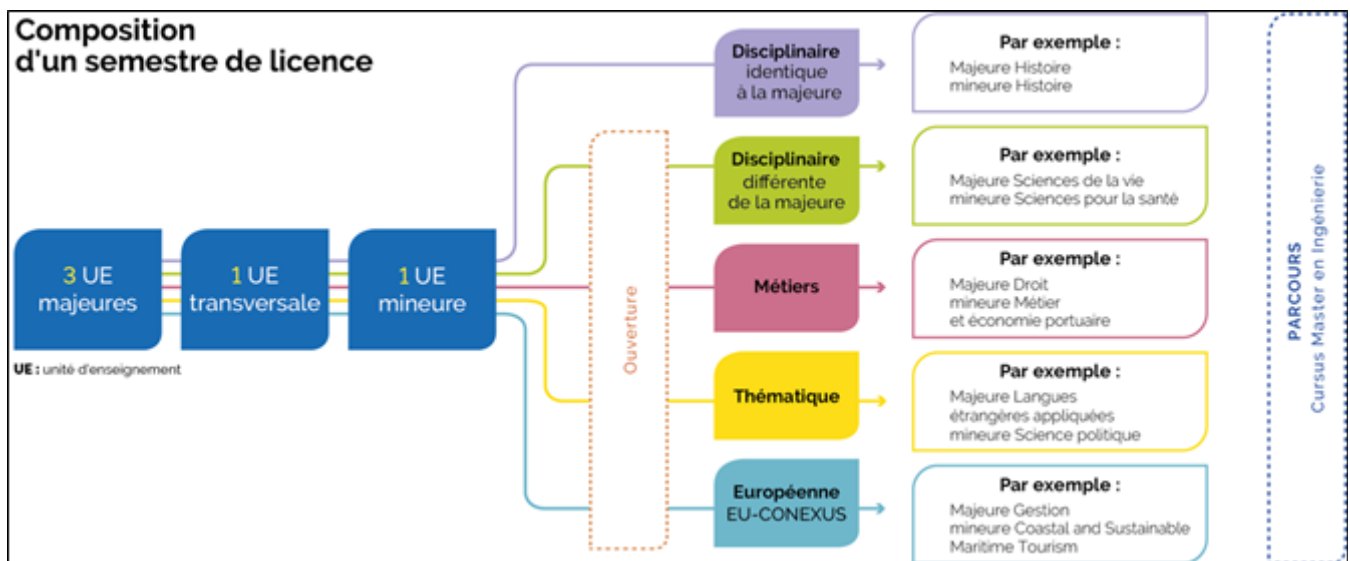 Composition
d'un semestre de licence
3 UE
majeures
1 UE
transversale
1 UE
mineure
UE : unité d'enseignement
Ouverture
Disciplinaire
identique
à la majeure
Par exemple :
Majeure Histoire
mineure Histoire
Disciplinaire
différente
de la majeure
Par exemple :
Majeure Sciences de la vie
mineure Sciences pour la santé
Métiers
Par exemple :
Majeure Droit
mineure Métier
et économie portuaire
Thématique
Par exemple :
Majeure Langues
étrangères appliquées
mineure Science politique
Européenne
EU-CONEXUS
Par exemple :
Majeure Gestion
mineure Coastal and Sustainable
Maritime Tourism
PARCOURS
Cursus Master en Ingénierie